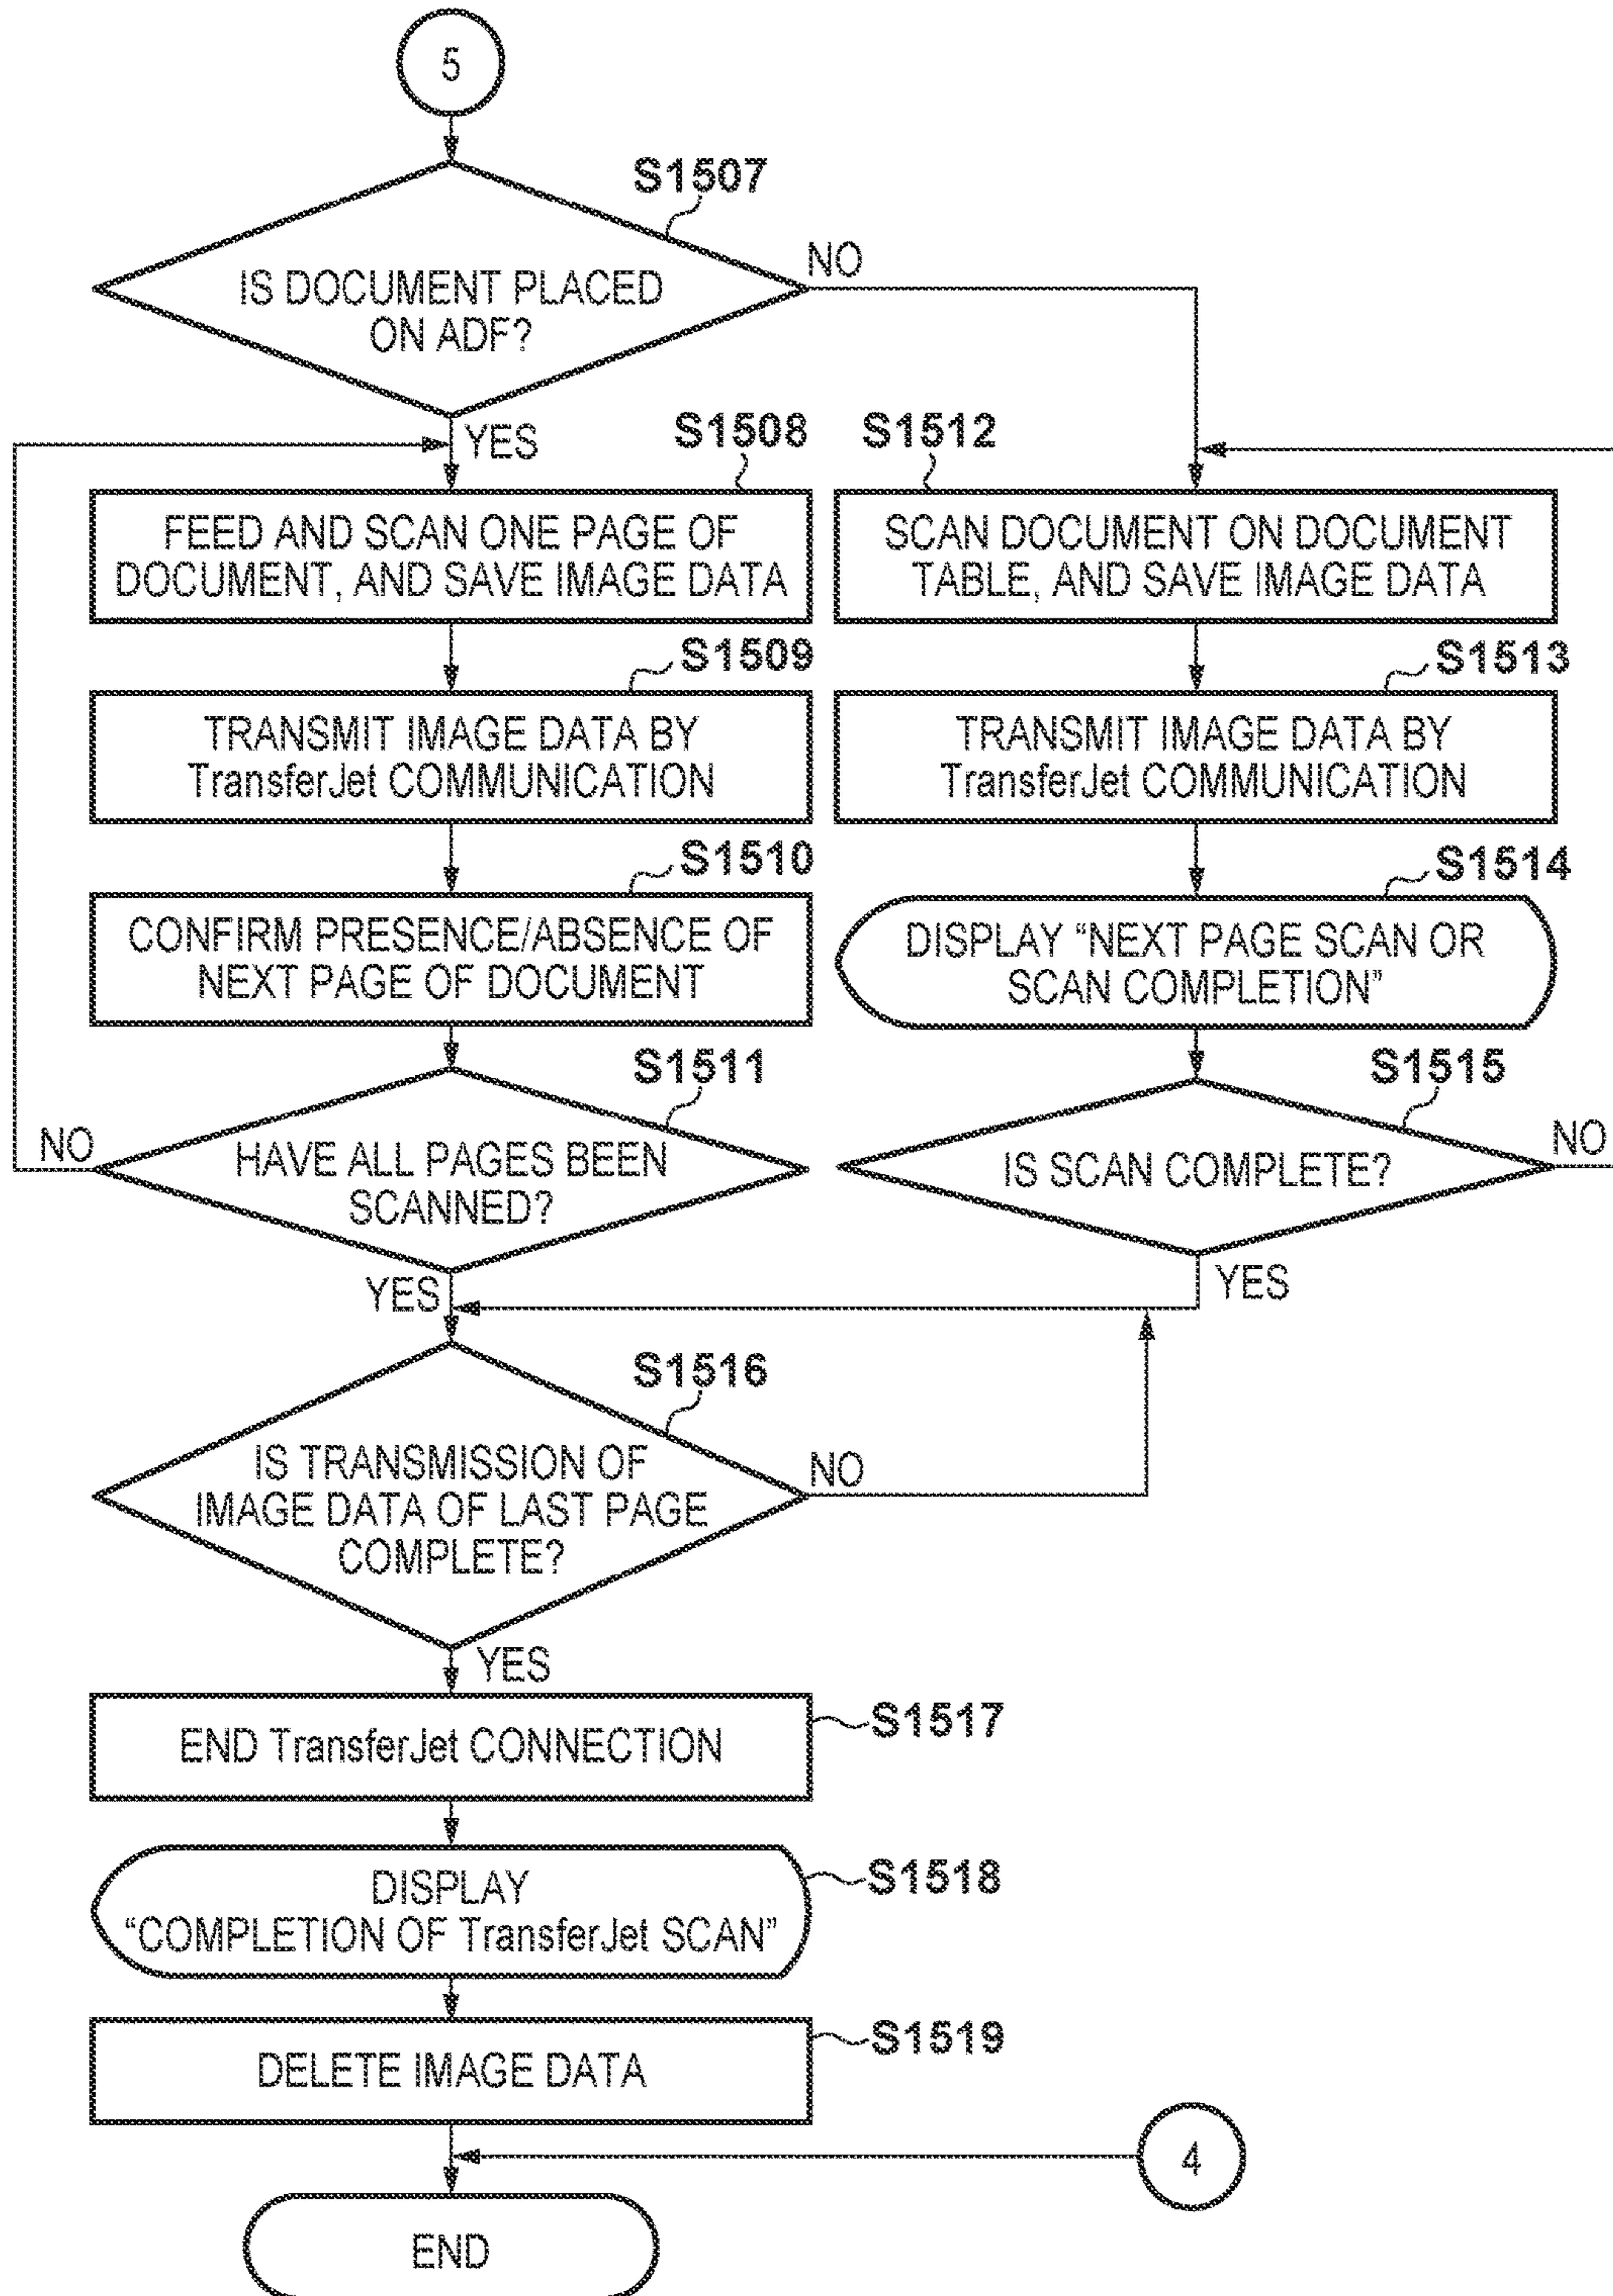 5
S1507
IS DOCUMENT PLACED
ON ADF?
NO
YES
S1508
FEED AND SCAN ONE PAGE OF
DOCUMENT, AND SAVE IMAGE DATA
S1512
SCAN DOCUMENT ON DOCUMENT
TABLE, AND SAVE IMAGE DATA
S1509
TRANSMIT IMAGE DATA BY
TransferJet COMMUNICATION
S1513
TRANSMIT IMAGE DATA BY
TransferJet COMMUNICATION
S1510
CONFIRM PRESENCE/ABSENCE OF
NEXT PAGE OF DOCUMENT
S1514
DISPLAY “NEXT PAGE SCAN OR
SCAN COMPLETION”
S1511
HAVE ALL PAGES BEEN
SCANNED?
NO
YES
S1515
IS SCAN COMPLETE?
NO
YES
S1516
IS TRANSMISSION OF
IMAGE DATA OF LAST PAGE
COMPLETE?
NO
YES
END TransferJet CONNECTION
S1517
DISPLAY
“COMPLETION OF TransferJet SCAN”
S1518
DELETE IMAGE DATA
S1519
4
END